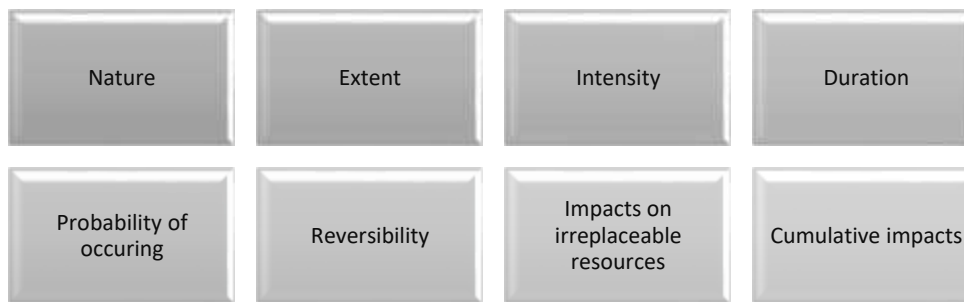 Nature
Extent
Intensity
Duration
Probability of
occuring
Reversibility
Impacts on
irreplaceable
resources
Cumulative impacts